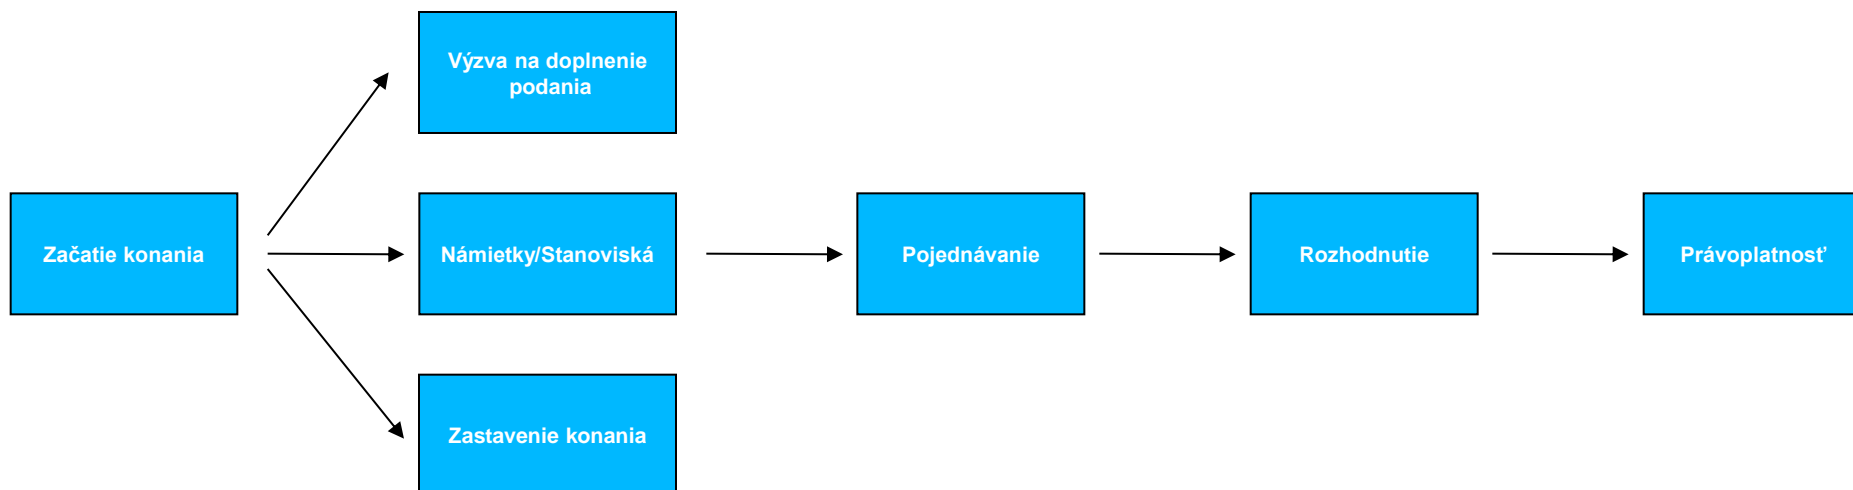 Výzva na doplnenie
podania
Začatie konania
Námietky/Stanoviská
Pojednávanie
Rozhodnutie
Právoplatnosť
Zastavenie konania